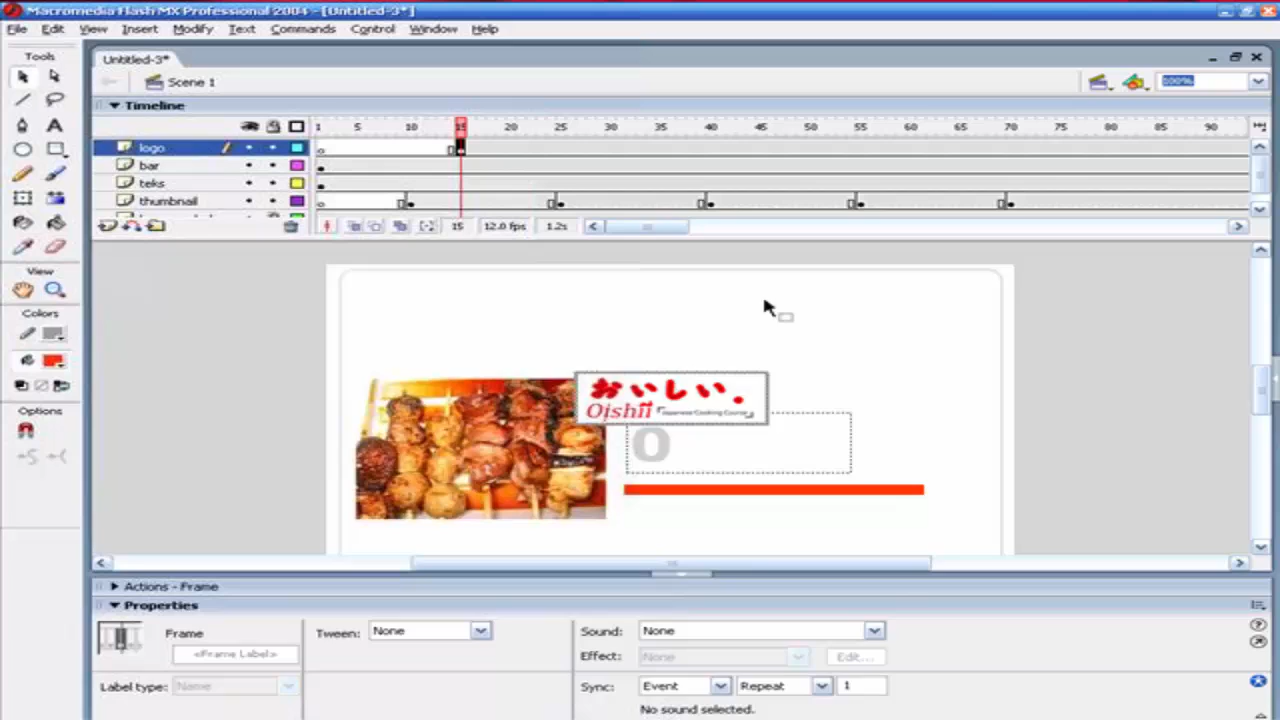 Macromedia Flash MX Professional 2004 - [Untitled-3*]
File Edit View Insert Modify Text Commands Control Window Help
Tools
Untitled-3*
Scene 1
100%
Timeline
1 5 10 15 20 25 30 35 40 45 50 55 60 65 70 75 80 85 90
logo
bar
teks
thumbnail
15 12.0 fps 1.2s
View
Colors
Options
おいしい.
Oishii Japanese Cooking Course
O
Actions - Frame
Properties
Frame
<Frame Label>
Label type: Name
Tween: None
Sound: None
Effect: None Edit...
Sync: Event Repeat 1
No sound selected.